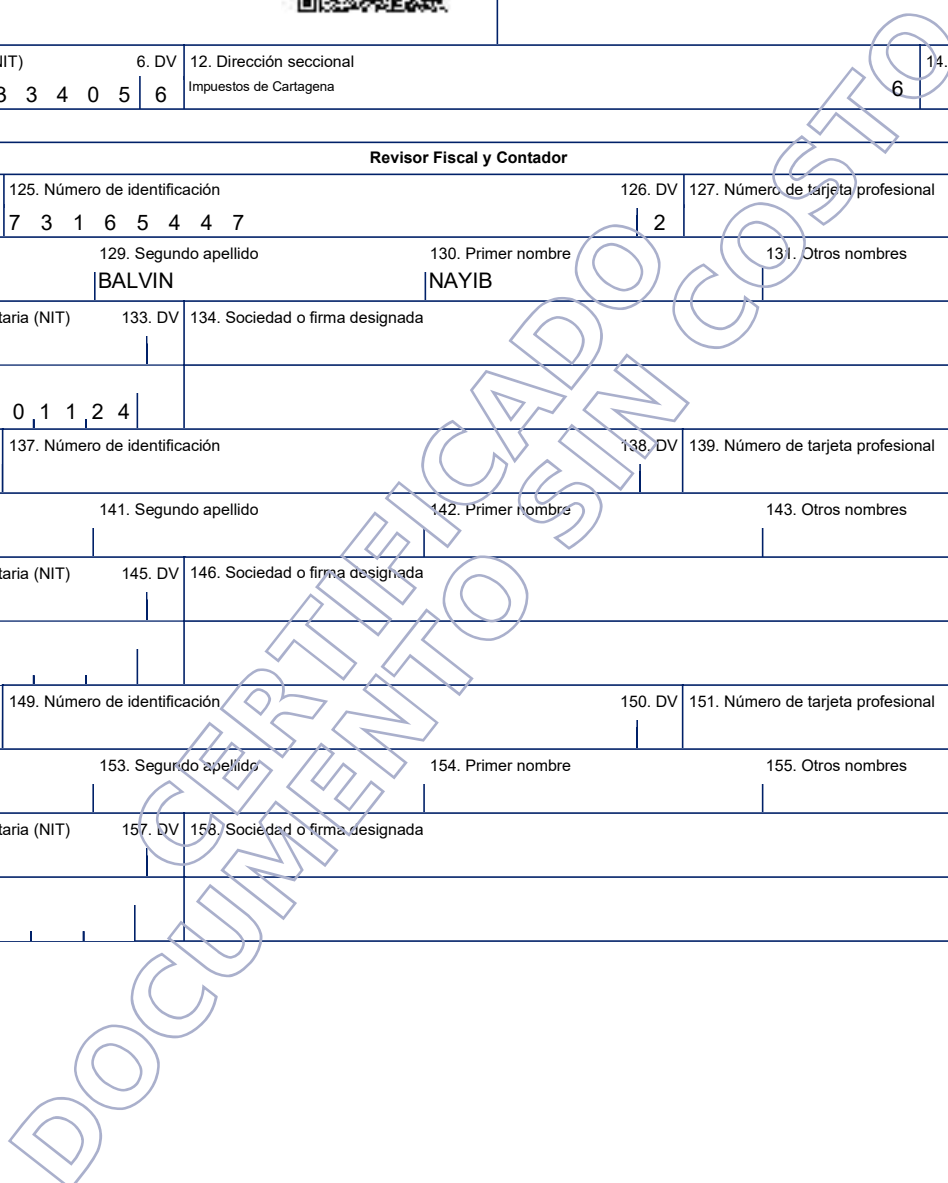 NIT) 6. DV 12. Dirección seccional 14.
3 4 0 5 6 Impuestos de Cartagena 6
Revisor Fiscal y Contador
125. Número de identificación 126. DV 127. Número de tarjeta profesional
7 3 1 6 5 4 4 7 2
129. Segundo apellido 130. Primer nombre 131. Otros nombres
BALVIN NAYIB
taria (NIT) 133. DV 134. Sociedad o firma designada
0 1 1 2 4
137. Número de identificación 138. DV 139. Número de tarjeta profesional
141. Segundo apellido 142. Primer nombre 143. Otros nombres
taria (NIT) 145. DV 146. Sociedad o firma designada
149. Número de identificación 150. DV 151. Número de tarjeta profesional
153. Segundo apellido 154. Primer nombre 155. Otros nombres
taria (NIT) 157. DV 158. Sociedad o firma designada
CERTIFICADO
DOCUMENTO SIN COSTO